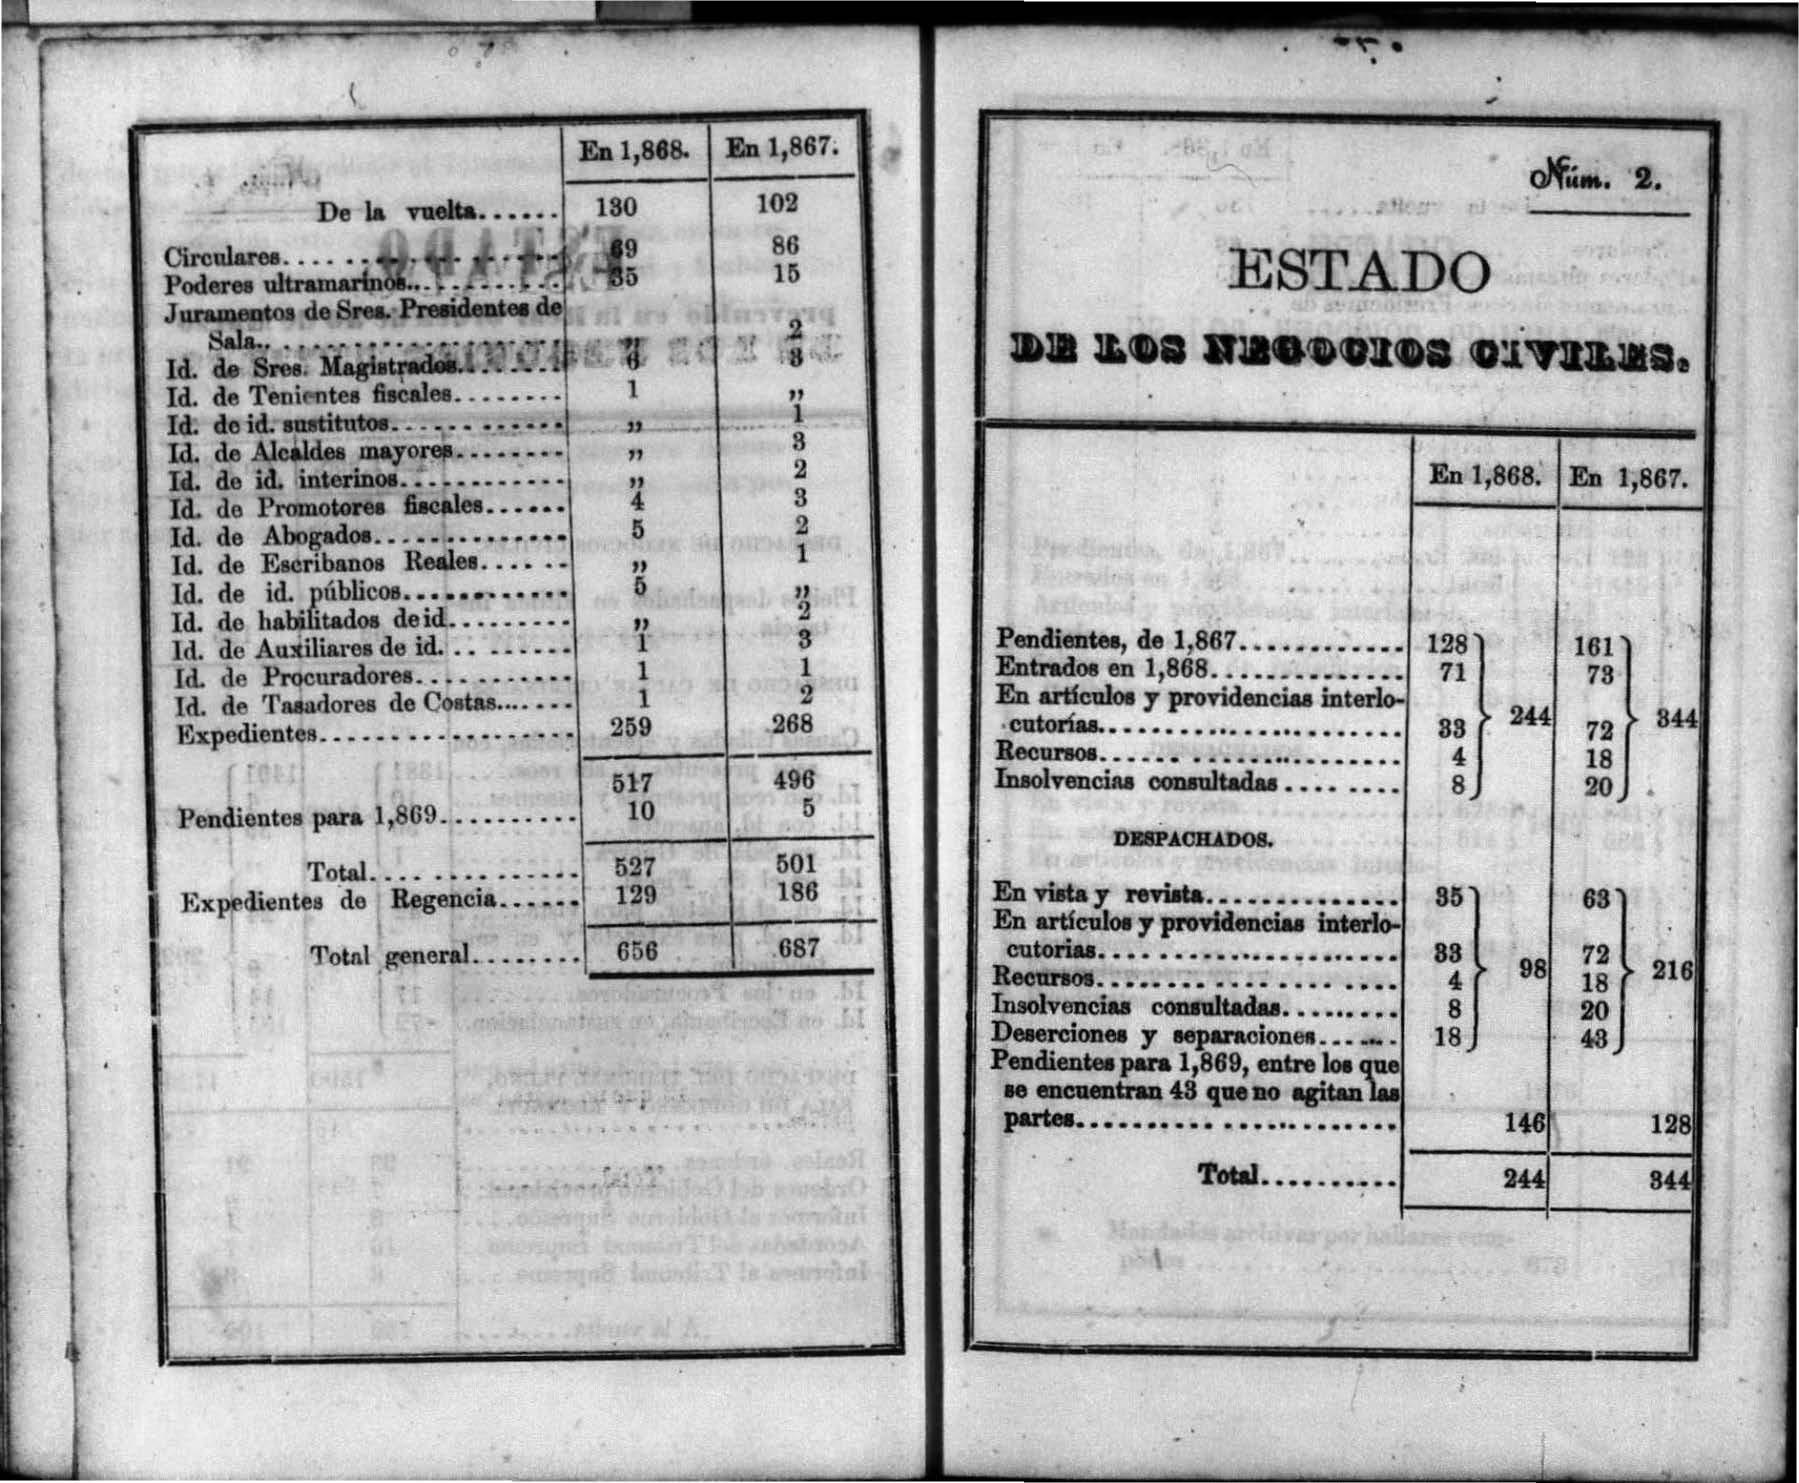 En 1,868. En 1,867.
De la vuelta...... 130 102
Circulares.................... 69 86
Poderes ultramarinos............ 35 15
Juramentos de Sres. Presidentes de
Sala..................... „ 2
Id. de Sres. Magistrados........ 6 3
Id. de Tenientes fiscales........ 1 „
Id. de id. sustitutos............ „ 1
Id. de Alcaldes mayores........ „ 3
Id. de id. interinos............ „ 2
Id. de Promotores fiscales...... 4 3
Id. de Abogados.............. 5 2
Id. de Escribanos Reales...... „ 1
Id. de id. públicos............ 5 „
Id. de habilitados de id......... „ 2
Id. de Auxiliares de id......... 1 3
Id. de Procuradores........... 1 1
Id. de Tasadores de Costas....... 1 2
Expedientes.................. 259 268
517 496
Pendientes para 1,869.......... 10 5
Total............... 527 501
Expedientes de Regencia...... 129 186
Total general........ 656 687
Núm. 2.
ESTADO
DE LOS NEGOCIOS CIVILES.
En 1,868. En 1,867.
Pendientes, de 1,867............ 128 161
Entrados en 1,868.............. 71 73
En artículos y providencias interlo-
cutorías...................... 33 244 72 344
Recursos...................... 4 18
Insolvencias consultadas ........ 8 20
DESPACHADOS.
En vista y revista.............. 35 63
En artículos y providencias interlo-
cutorias...................... 33 98 72 216
Recursos...................... 4 18
Insolvencias consultadas......... 8 20
Deserciones y separaciones...... 18 43
Pendientes para 1,869, entre los que
se encuentran 43 que no agitan las
partes....................... 146 128
Total.......... 244 344